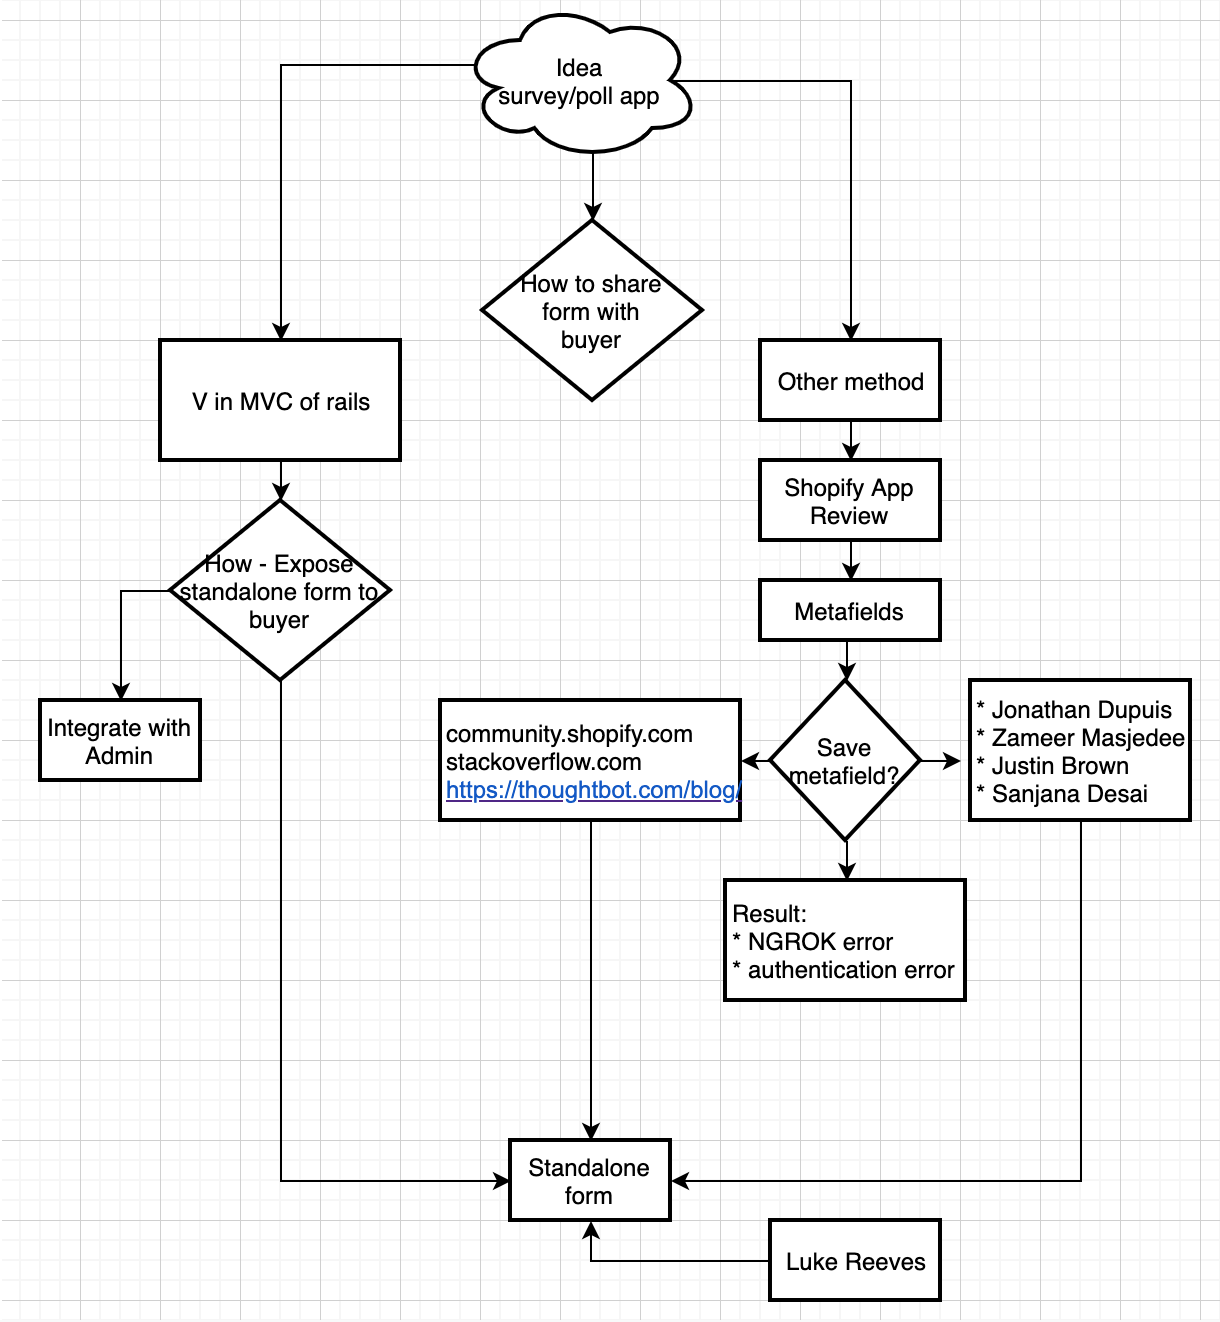 Idea
survey/poll app
How to share
form with
buyer
V in MVC of rails
Other method
Shopify App
Review
How - Expose
standalone form to
buyer
Metafields
Integrate with
Admin
community.shopify.com
stackoverflow.com
https://thoughtbot.com/blog/
Save
metafield?
* Jonathan Dupuis
* Zameer Masjedee
* Justin Brown
* Sanjana Desai
Result:
* NGROK error
* authentication error
Standalone
form
Luke Reeves